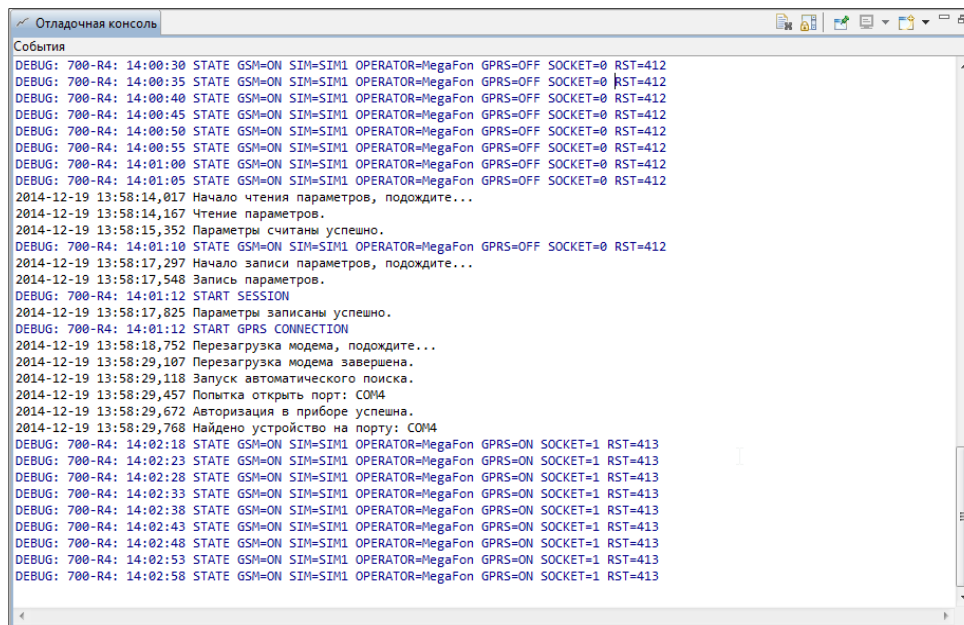 Отладочная консоль
События
DEBUG: 700-R4: 14:00:30 STATE GSM=ON SIM=SIM1 OPERATOR=MegaFon GPRS=OFF SOCKET=0 RST=412
DEBUG: 700-R4: 14:00:35 STATE GSM=ON SIM=SIM1 OPERATOR=MegaFon GPRS=OFF SOCKET=0 RST=412
DEBUG: 700-R4: 14:00:40 STATE GSM=ON SIM=SIM1 OPERATOR=MegaFon GPRS=OFF SOCKET=0 RST=412
DEBUG: 700-R4: 14:00:45 STATE GSM=ON SIM=SIM1 OPERATOR=MegaFon GPRS=OFF SOCKET=0 RST=412
DEBUG: 700-R4: 14:00:50 STATE GSM=ON SIM=SIM1 OPERATOR=MegaFon GPRS=OFF SOCKET=0 RST=412
DEBUG: 700-R4: 14:00:55 STATE GSM=ON SIM=SIM1 OPERATOR=MegaFon GPRS=OFF SOCKET=0 RST=412
DEBUG: 700-R4: 14:01:00 STATE GSM=ON SIM=SIM1 OPERATOR=MegaFon GPRS=OFF SOCKET=0 RST=412
DEBUG: 700-R4: 14:01:05 STATE GSM=ON SIM=SIM1 OPERATOR=MegaFon GPRS=OFF SOCKET=0 RST=412
2014-12-19 13:58:14,017 Начало чтения параметров, подождите...
2014-12-19 13:58:14,167 Чтение параметров.
2014-12-19 13:58:15,352 Параметры считаны успешно.
DEBUG: 700-R4: 14:01:10 STATE GSM=ON SIM=SIM1 OPERATOR=MegaFon GPRS=OFF SOCKET=0 RST=412
2014-12-19 13:58:17,297 Начало записи параметров, подождите...
2014-12-19 13:58:17,548 Запись параметров.
DEBUG: 700-R4: 14:01:12 START SESSION
2014-12-19 13:58:17,825 Параметры записаны успешно.
DEBUG: 700-R4: 14:01:12 START GPRS CONNECTION
2014-12-19 13:58:18,752 Перезагрузка модема, подождите...
2014-12-19 13:58:29,107 Перезагрузка модема завершена.
2014-12-19 13:58:29,118 Запуск автоматического поиска.
2014-12-19 13:58:29,457 Попытка открыть порт: COM4
2014-12-19 13:58:29,672 Авторизация в приборе успешна.
2014-12-19 13:58:29,768 Найдено устройство на порту: COM4
DEBUG: 700-R4: 14:02:18 STATE GSM=ON SIM=SIM1 OPERATOR=MegaFon GPRS=ON SOCKET=1 RST=413
DEBUG: 700-R4: 14:02:23 STATE GSM=ON SIM=SIM1 OPERATOR=MegaFon GPRS=ON SOCKET=1 RST=413
DEBUG: 700-R4: 14:02:28 STATE GSM=ON SIM=SIM1 OPERATOR=MegaFon GPRS=ON SOCKET=1 RST=413
DEBUG: 700-R4: 14:02:33 STATE GSM=ON SIM=SIM1 OPERATOR=MegaFon GPRS=ON SOCKET=1 RST=413
DEBUG: 700-R4: 14:02:38 STATE GSM=ON SIM=SIM1 OPERATOR=MegaFon GPRS=ON SOCKET=1 RST=413
DEBUG: 700-R4: 14:02:43 STATE GSM=ON SIM=SIM1 OPERATOR=MegaFon GPRS=ON SOCKET=1 RST=413
DEBUG: 700-R4: 14:02:48 STATE GSM=ON SIM=SIM1 OPERATOR=MegaFon GPRS=ON SOCKET=1 RST=413
DEBUG: 700-R4: 14:02:53 STATE GSM=ON SIM=SIM1 OPERATOR=MegaFon GPRS=ON SOCKET=1 RST=413
DEBUG: 700-R4: 14:02:58 STATE GSM=ON SIM=SIM1 OPERATOR=MegaFon GPRS=ON SOCKET=1 RST=413